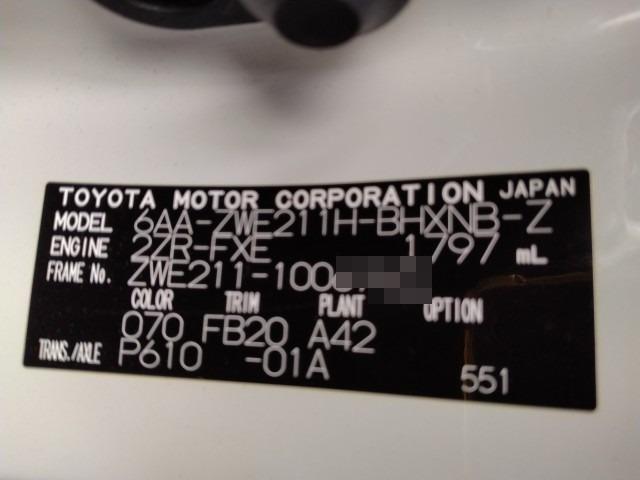 TOYOTA MOTOR CORPORATION JAPAN
MODEL 6AA-ZWE211H-BHXNB-Z
ENGINE 2ZR-FXE 1797 mL
FRAME No. ZWE211-100
COLOR TRIM PLANT OPTION
070 FB20 A42
TRANS./AXLE P610 -01A
551